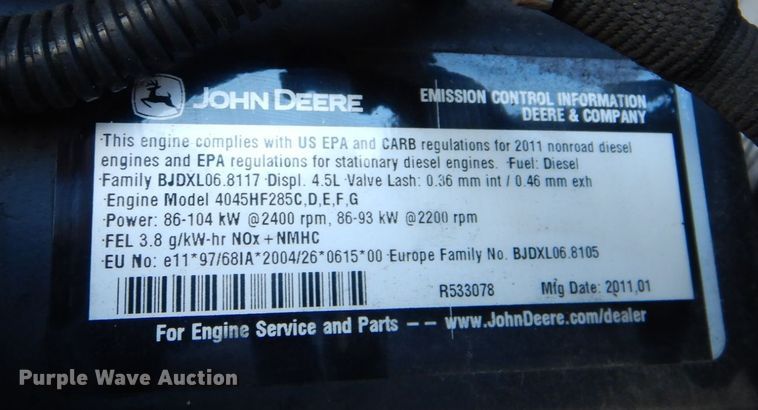 JOHN DEERE
EMISSION CONTROL INFORMATION
DEERE & COMPANY
This engine complies with US EPA and CARB regulations for 2011 nonroad diesel
engines and EPA regulations for stationary diesel engines. Fuel: Diesel
Family BJDXL06.8117 Displ. 4.5L Valve Lash: 0.36 mm int / 0.46 mm exh
Engine Model 4045HF285C,D,E,F,G
Power: 86-104 kW @2400 rpm, 86-93 kW @2200 rpm
FEL 3.8 g/kW-hr NOx + NMHC
EU No: e11*97/68IA*2004/26*0615*00 Europe Family No. BJDXL06.8105
R533078 Mfg Date: 2011,01
For Engine Service and Parts -- www.JohnDeere.com/dealer
Purple Wave Auction